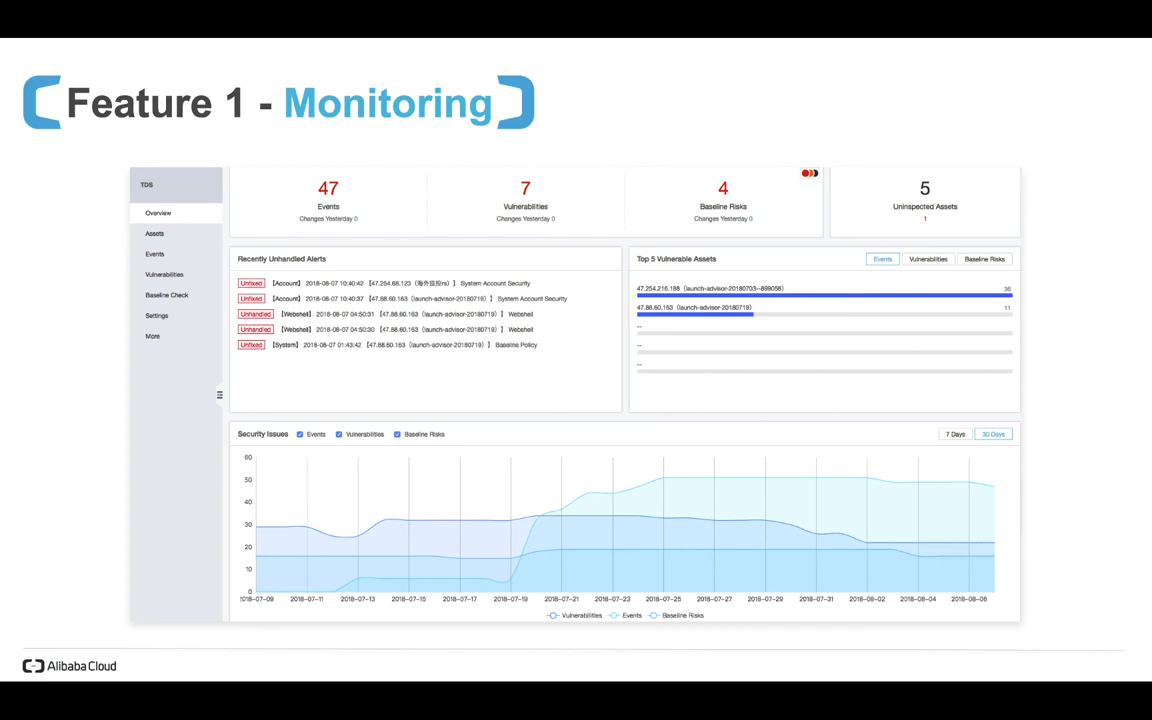 Feature 1 - Monitoring
TDS
Overview
Assets
Events
Vulnerabilities
Baseline Check
Settings
More
47
Events
Changes Yesterday 0
7
Vulnerabilities
Changes Yesterday 0
4
Baseline Risks
Changes Yesterday 0
5
Uninspected Assets
1
Recently Unhandled Alerts
Unfixed 【Account】 2018-08-07 10:40:42 【47.254.68.123（海外监控rs）】 System Account Security
Unfixed 【Account】 2018-08-07 10:40:37 【47.88.60.163（launch-advisor-20180719）】 System Account Security
Unhandled 【Webshell】 2018-08-07 04:50:31 【47.88.60.163（launch-advisor-20180719）】 Webshell
Unhandled 【Webshell】 2018-08-07 04:50:30 【47.88.60.163（launch-advisor-20180719）】 Webshell
Unfixed 【System】 2018-08-07 01:43:42 【47.88.60.163（launch-advisor-20180719）】 Baseline Policy
Top 5 Vulnerable Assets
Events Vulnerabilities Baseline Risks
47.254.216.188（launch-advisor-20180703--899058） 36
47.88.60.163（launch-advisor-20180719） 11
--
--
--
Security Issues Events Vulnerabilities Baseline Risks
7 Days 30 Days
60
50
40
30
20
10
0
2018-07-09 2018-07-11 2018-07-13 2018-07-15 2018-07-17 2018-07-19 2018-07-21 2018-07-23 2018-07-25 2018-07-27 2018-07-29 2018-07-31 2018-08-02 2018-08-04 2018-08-06
Vulnerabilities Events Baseline Risks
Alibaba Cloud